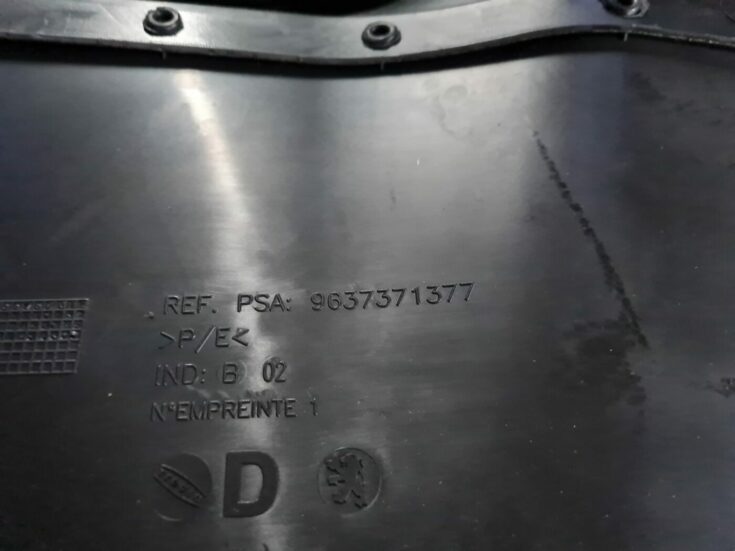 REF. PSA: 9637371377
>P/E<
IND: B 02
N°EMPREINTE 1
D